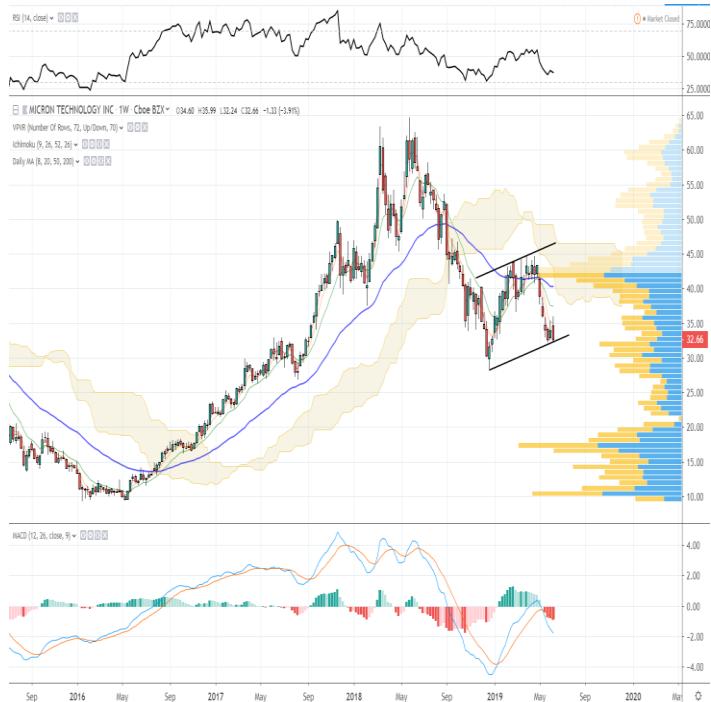 RSI (14, close)
Market Closed
75.0000
50.0000
25.0000
MICRON TECHNOLOGY INC · 1W · Cboe BZX O34.60 H35.99 L32.24 C32.66 −1.33 (−3.91%)
VPVR (Number Of Rows, 72, Up/Down, 70)
Ichimoku (9, 26, 52, 26)
Daily MA (8, 20, 50, 200)
65.00
60.00
55.00
50.00
45.00
40.00
35.00
32.66
30.00
25.00
20.00
15.00
10.00
MACD (12, 26, close, 9)
4.00
2.00
0.00
−2.00
−4.00
Sep 2016 May Sep 2017 May Sep 2018 May Sep 2019 May Sep 2020 May